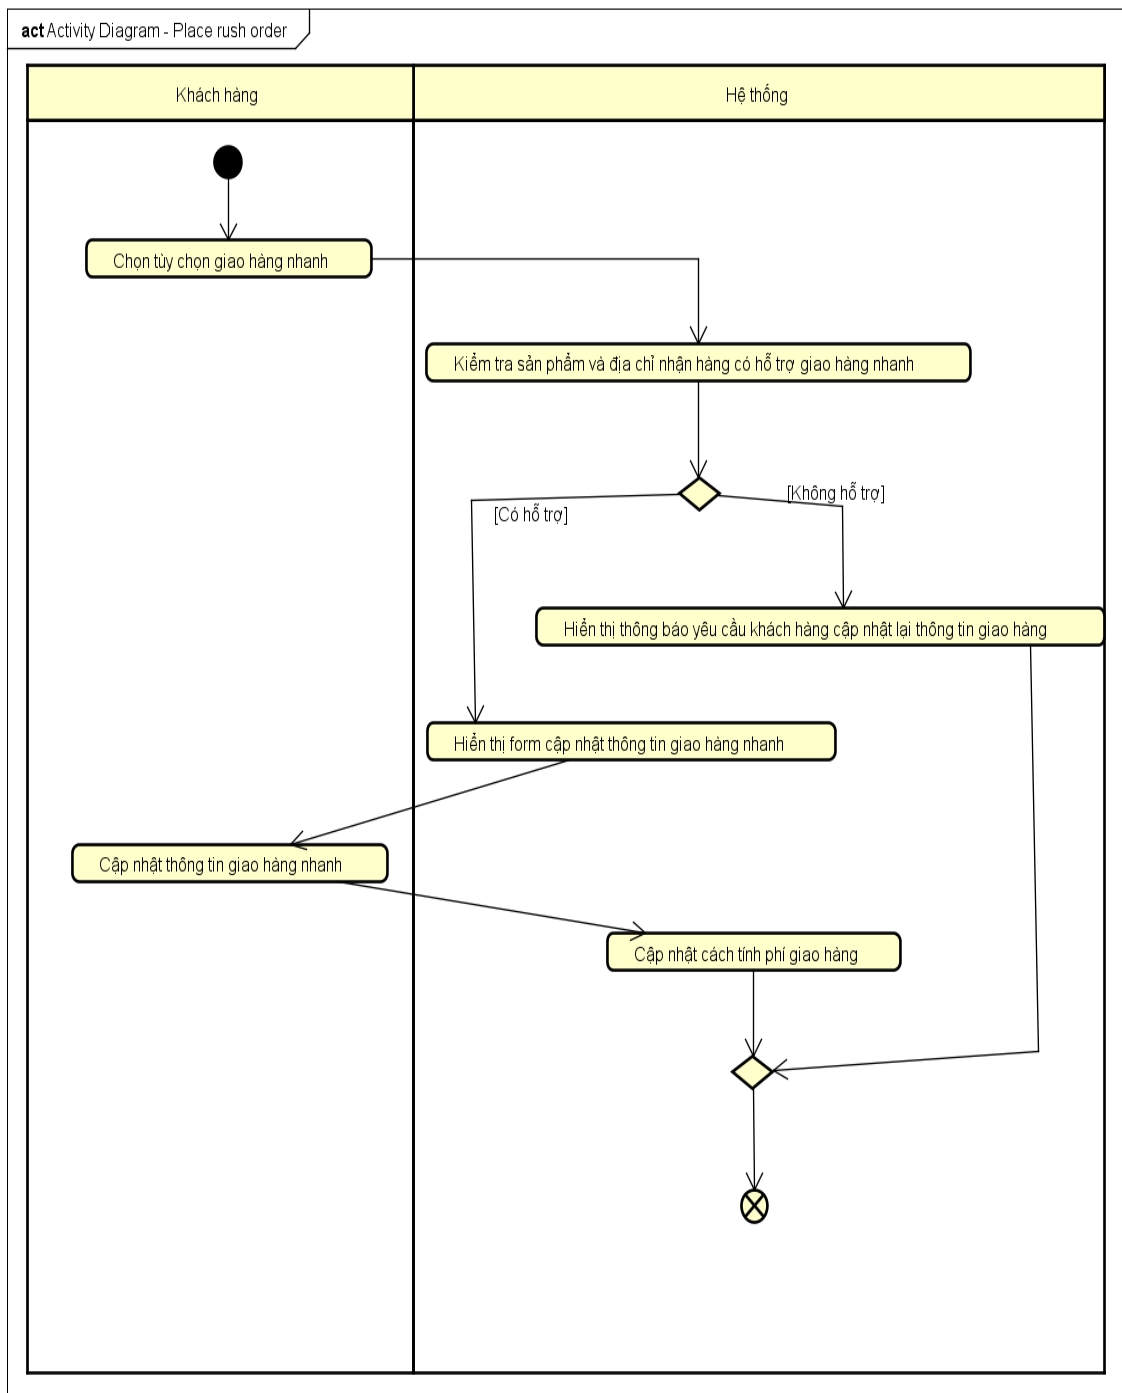 act Activity Diagram - Place rush order
Khách hàng
Hệ thống
Chọn tùy chọn giao hàng nhanh
Kiểm tra sản phẩm và địa chỉ nhận hàng có hỗ trợ giao hàng nhanh
[Không hỗ trợ]
[Có hỗ trợ]
Hiển thị thông báo yêu cầu khách hàng cập nhật lại thông tin giao hàng
Hiển thị form cập nhật thông tin giao hàng nhanh
Cập nhật thông tin giao hàng nhanh
Cập nhật cách tính phí giao hàng